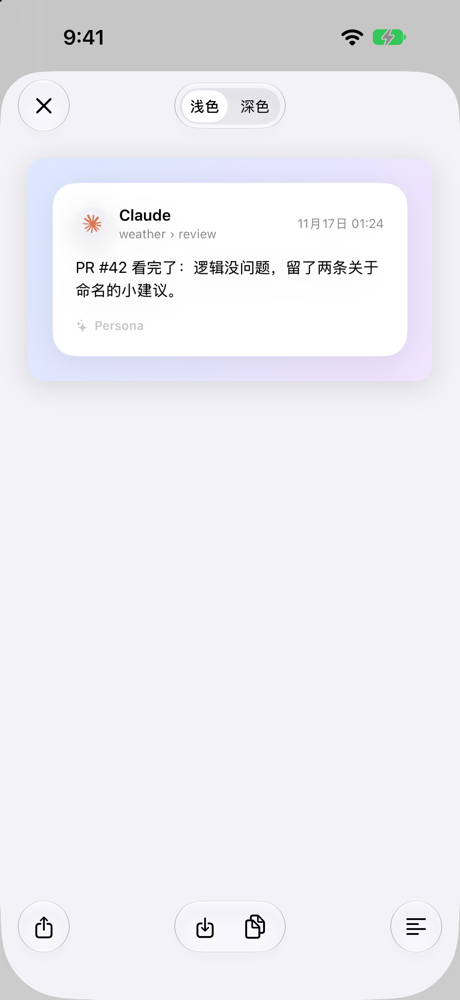 9:41
浅色 深色
Claude
weather › review
11月17日 01:24
PR #42 看完了：逻辑没问题，留了两条关于
命名的小建议。
Persona